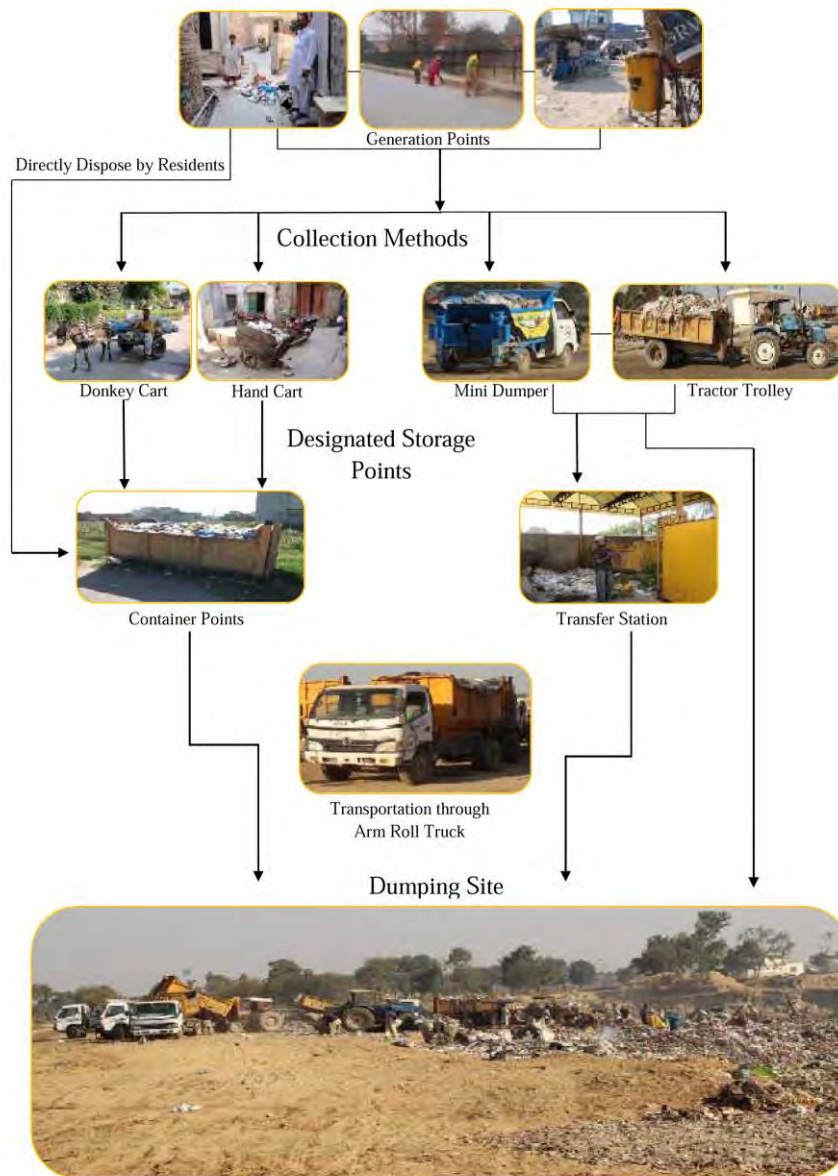 Generation Points
Directly Dispose by Residents
Collection Methods
Donkey Cart
Hand Cart
Mini Dumper
Tractor Trolley
Designated Storage
Points
Container Points
Transfer Station
Transportation through
Arm Roll Truck
Dumping Site